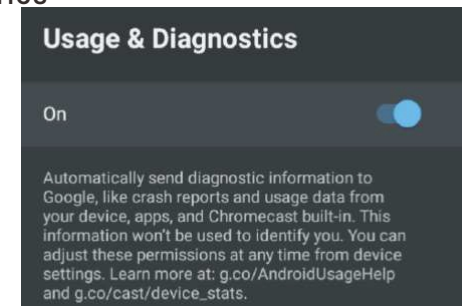 Usage & Diagnostics
On
Automatically send diagnostic information to
Google, like crash reports and usage data from
your device, apps, and Chromecast built-in. This
information won't be used to identify you. You can
adjust these permissions at any time from device
settings. Learn more at: g.co/AndroidUsageHelp
and g.co/cast/device_stats.